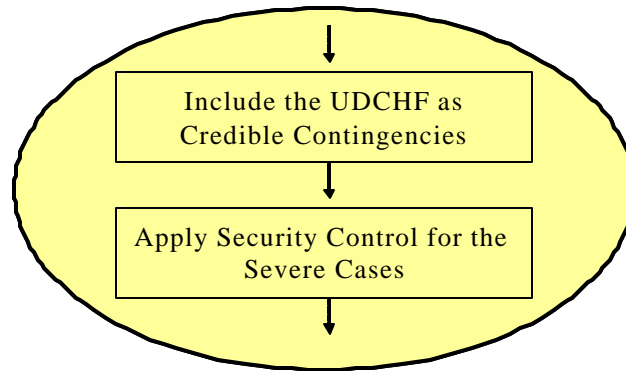 Include the UDCHF as
Credible Contingencies
Apply Security Control for the
Severe Cases